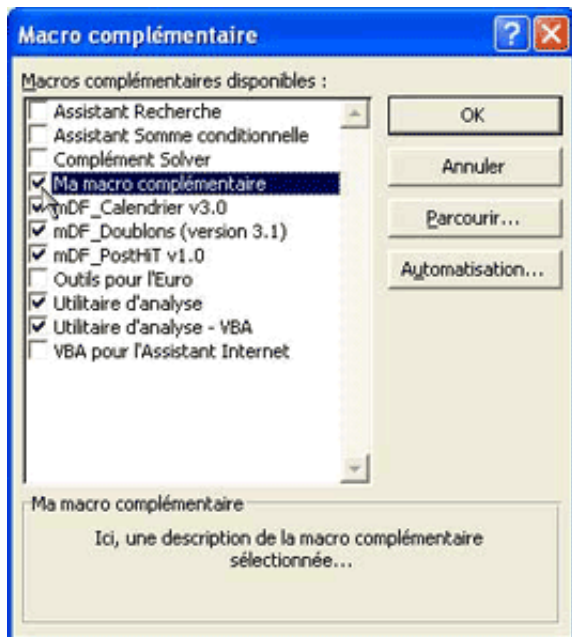 Macro complémentaire
Macros complémentaires disponibles :
Assistant Recherche
Assistant Somme conditionnelle
Complément Solver
Ma macro complémentaire
mDF_Calendrier v3.0
mDF_Doublons (version 3.1)
mDF_PostHiT v1.0
Outils pour l'Euro
Utilitaire d'analyse
Utilitaire d'analyse - VBA
VBA pour l'Assistant Internet
OK
Annuler
Parcourir...
Automatisation...
Ma macro complémentaire
Ici, une description de la macro complémentaire
sélectionnée...